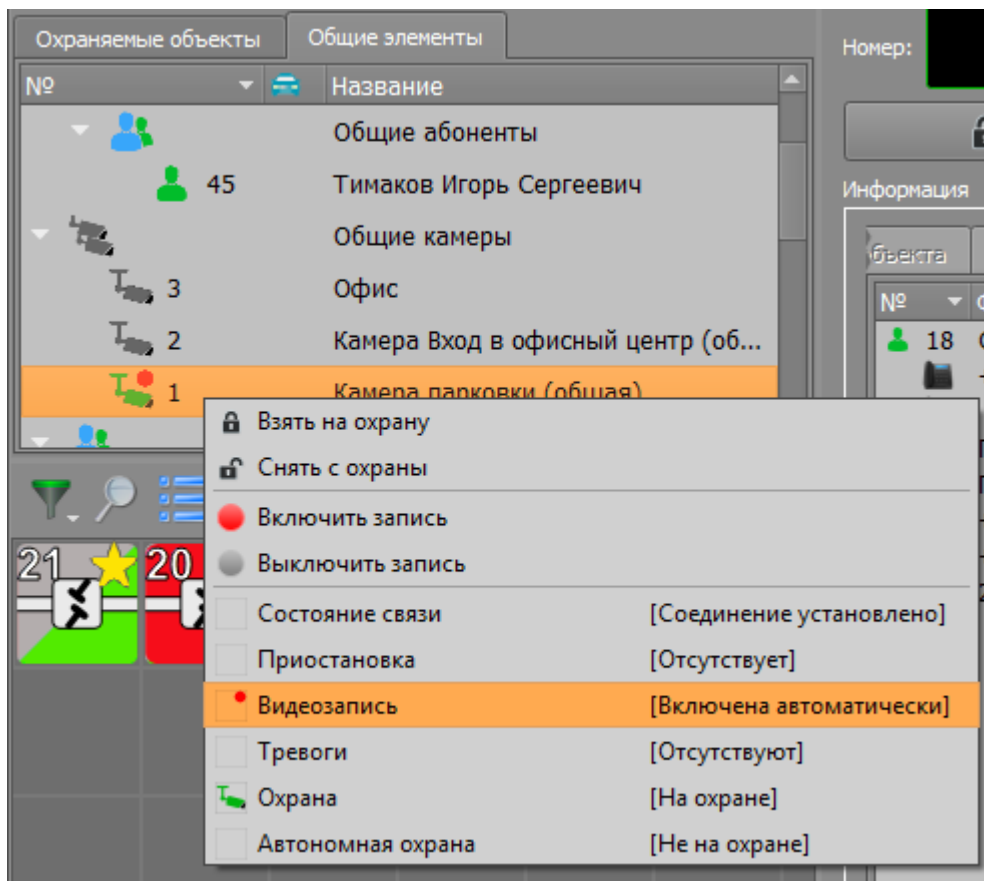 Охраняемые объекты
Общие элементы
Номер:
№
Название
Общие абоненты
45 Тимаков Игорь Сергеевич
Информация
Общие камеры
бъекта
3 Офис
№
2 Камера Вход в офисный центр (об...
18
1 Камера парковки (общая)
Взять на охрану
Снять с охраны
Включить запись
Выключить запись
21
20
Состояние связи [Соединение установлено]
Приостановка [Отсутствует]
Видеозапись [Включена автоматически]
Тревоги [Отсутствуют]
Охрана [На охране]
Автономная охрана [Не на охране]